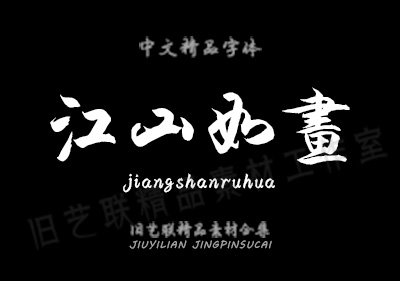 中文精品字体
江山如畫
jiangshanruhua
旧艺联精品素材合集
JIUYILIAN JINGPINSUCAI
旧艺联精品素材工作室